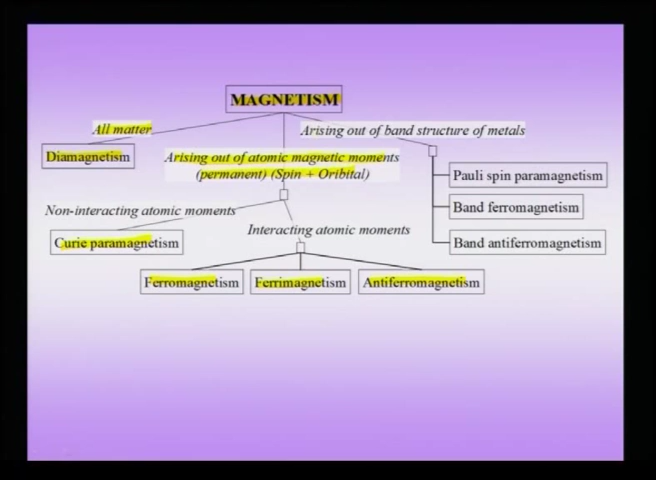 MAGNETISM
All matter
Arising out of band structure of metals
Diamagnetism
Arising out of atomic magnetic moments
(permanent) (Spin + Oribital)
Pauli spin paramagnetism
Non-interacting atomic moments
Band ferromagnetism
Interacting atomic moments
Curie paramagnetism
Band antiferromagnetism
Ferromagnetism
Ferrimagnetism
Antiferromagnetism